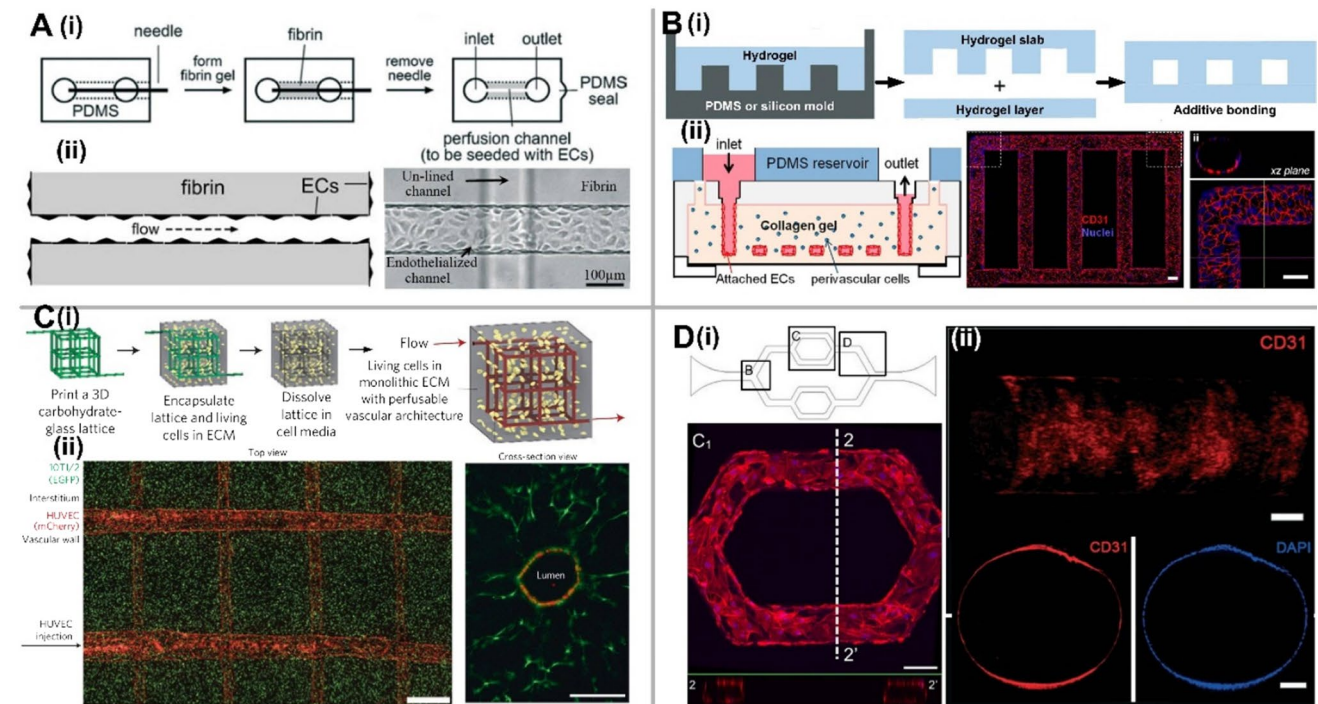 A (i)
needle
form
fibrin gel
PDMS
fibrin
remove
needle
inlet
outlet
PDMS
seal
perfusion channel
(to be seeded with ECs)
(ii)
fibrin
ECs
flow
Un-lined
channel
Fibrin
Endothelialized
channel
100µm
B (i)
Hydrogel
PDMS or silicon mold
Hydrogel slab
+
Hydrogel layer
Additive bonding
(ii)
inlet
PDMS reservoir
outlet
Collagen gel
Attached ECs
perivascular cells
CD31
Nuclei
ii
xz plane
C (i)
Print a 3D
carbohydrate-
glass lattice
Encapsulate
lattice and living
cells in ECM
Dissolve
lattice in
cell media
Flow
Living cells in
monolithic ECM
with perfusable
vascular architecture
(ii)
Top view
Cross-section view
10T1/2
(EGFP)
Interstitium
HUVEC
(mCherry)
Vascular wall
HUVEC
injection
Lumen
D (i)
B
C
D
C1
2
2'
2
2'
(ii)
CD31
CD31
DAPI